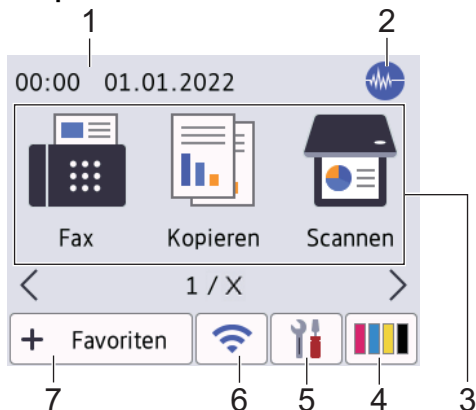 1 2
00:00 01.01.2022
Fax Kopieren Scannen
1 / X
+ Favoriten
7 6 5 4 3